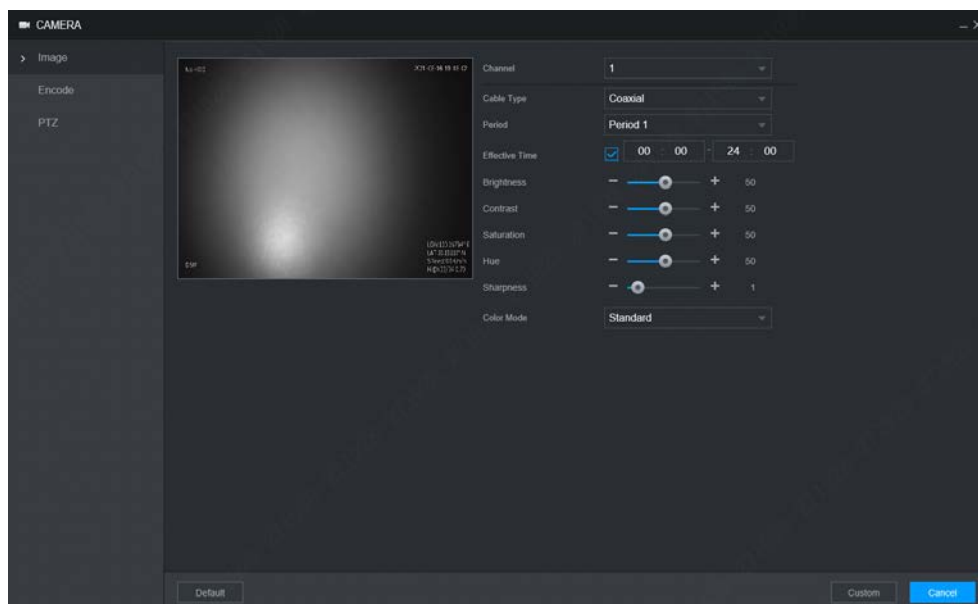 CAMERA
Image
Encode
PTZ
Channel 1
Cable Type Coaxial
Period Period 1
Effective Time 00 : 00 - 24 : 00
Brightness 50
Contrast 50
Saturation 50
Hue 50
Sharpness 1
Color Mode Standard
Default Custom Cancel